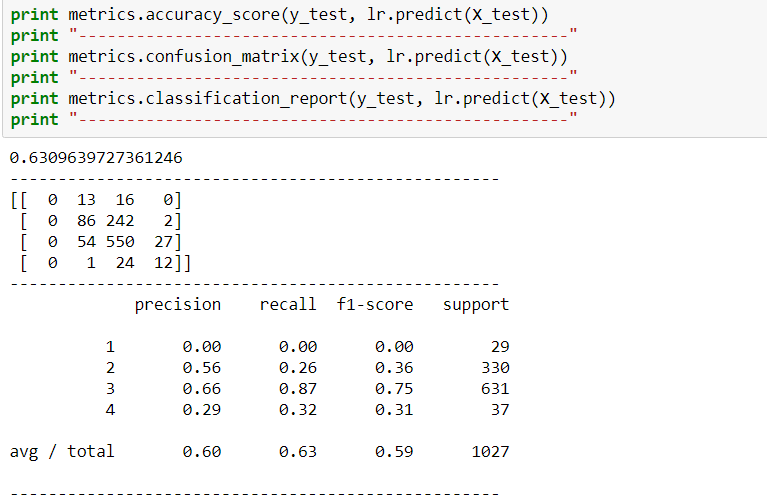 print metrics.accuracy_score(y_test, lr.predict(X_test))
print "---------------------------------------------------"
print metrics.confusion_matrix(y_test, lr.predict(X_test))
print "---------------------------------------------------"
print metrics.classification_report(y_test, lr.predict(X_test))
print "---------------------------------------------------"
0.6309639727361246
---------------------------------------------------
[[  0  13  16   0]
 [  0  86 242   2]
 [  0  54 550  27]
 [  0   1  24  12]]
---------------------------------------------------
             precision    recall  f1-score   support
          1       0.00      0.00      0.00        29
          2       0.56      0.26      0.36       330
          3       0.66      0.87      0.75       631
          4       0.29      0.32      0.31        37
avg / total       0.60      0.63      0.59      1027
---------------------------------------------------